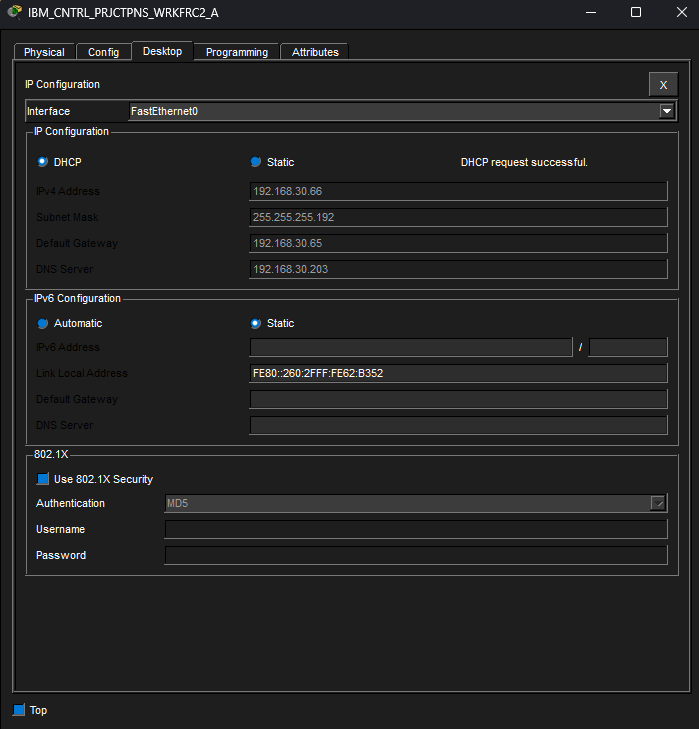 IBM_CNTRL_PRJCTPNS_WRKFRC2_A
Physical Config Desktop Programming Attributes
IP Configuration
X
Interface FastEthernet0
IP Configuration
DHCP Static DHCP request successful.
IPv4 Address 192.168.30.66
Subnet Mask 255.255.255.192
Default Gateway 192.168.30.65
DNS Server 192.168.30.203
IPv6 Configuration
Automatic Static
IPv6 Address /
Link Local Address FE80::260:2FFF:FE62:B352
Default Gateway
DNS Server
802.1X
Use 802.1X Security
Authentication MD5
Username
Password
Top